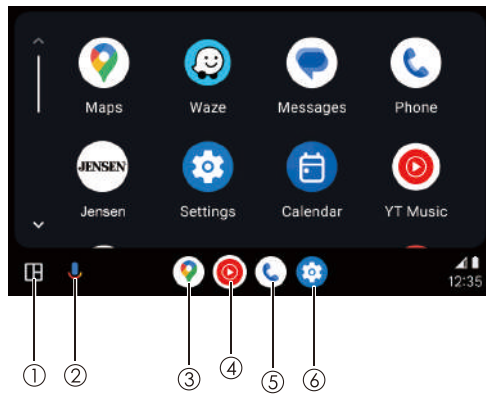 Maps Waze Messages Phone
JENSEN
Jensen Settings Calendar YT Music
12:35
① ② ③ ④ ⑤ ⑥